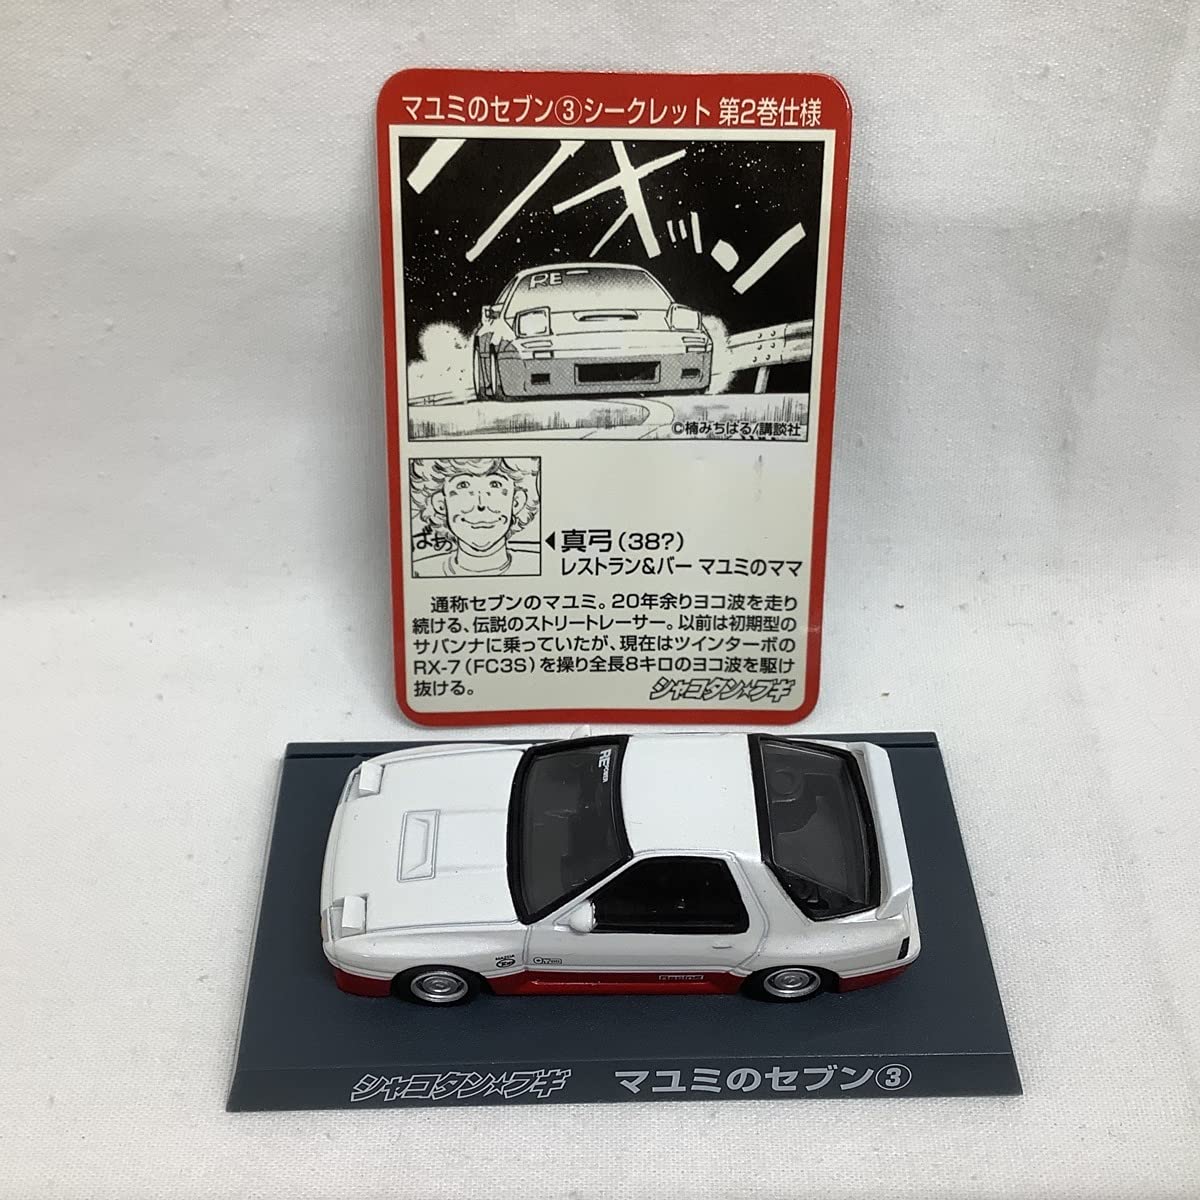 マユミのセブン③シークレット 第2巻仕様
RE
©楠みちはる/講談社
ばぁ
◀真弓(38?)
レストラン&バー マユミのママ
通称セブンのマユミ。20年余りヨコ波を走り
続ける、伝説のストリートレーサー。以前は初期型の
サバンナに乗っていたが、現在はツインターボの
RX-7(FC3S)を操り全長8キロのヨコ波を駆け
抜ける。
シャコタン☆ブギ
RE
MAZDA
Racing
シャコタン☆ブギ マユミのセブン③